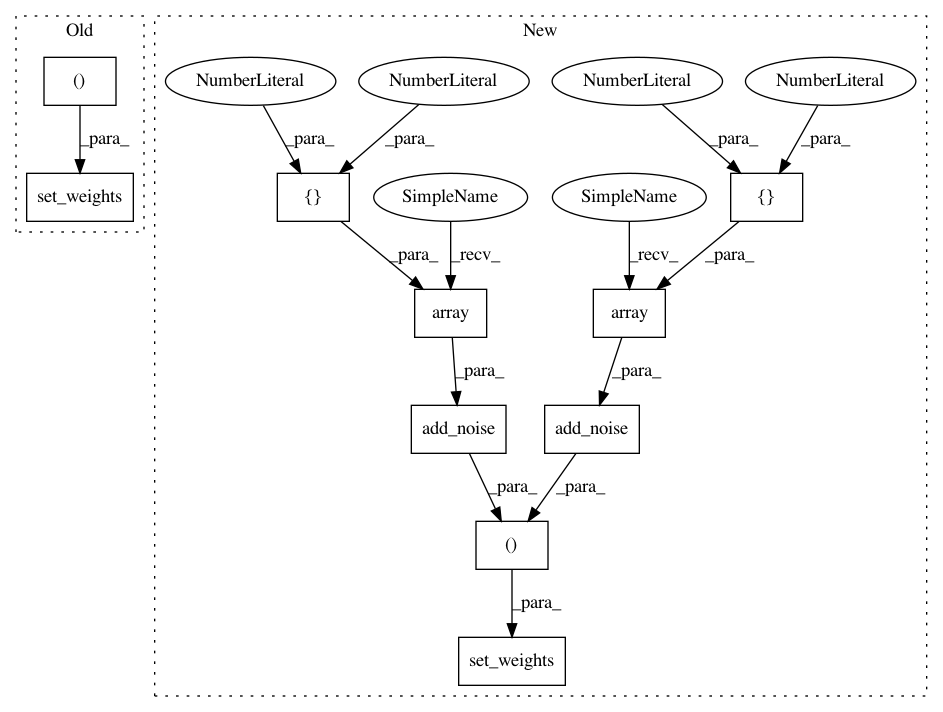 Old
New
()
NumberLiteral
NumberLiteral
NumberLiteral
NumberLiteral
_para_
_para_
_para_
_para_
_para_
set_weights
{}
SimpleName
SimpleName
{}
_para_
_recv_
_recv_
_para_
array
array
_para_
_para_
add_noise
add_noise
_para_
_para_
()
_para_
set_weights